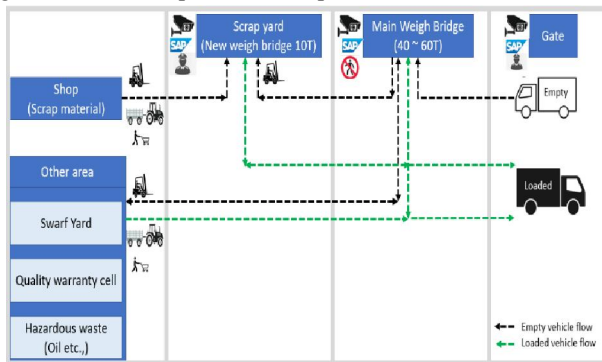 Scrap yard
(New weigh bridge 10T)
Main Weigh Bridge
(40 ~ 60T)
Gate
SAP
SAP
SAP
Shop
(Scrap material)
Empty
Other area
Loaded
Swarf Yard
Quality warranty cell
Hazardous waste
(Oil etc.,)
Empty vehicle flow
Loaded vehicle flow